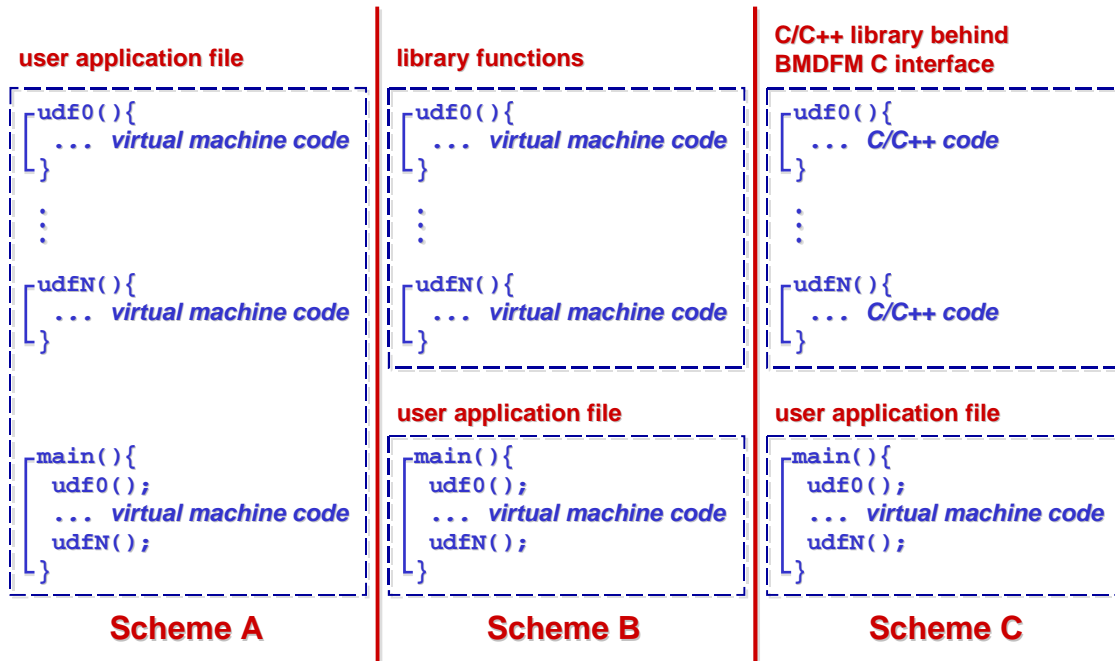 user application file
udf0(){
... virtual machine code
}
.
.
.
udfN(){
... virtual machine code
}
main(){
udf0();
... virtual machine code
udfN();
}
Scheme A
library functions
udf0(){
... virtual machine code
}
.
.
.
udfN(){
... virtual machine code
}
user application file
main(){
udf0();
... virtual machine code
udfN();
}
Scheme B
C/C++ library behind
BMDFM C interface
udf0(){
... C/C++ code
}
.
.
.
udfN(){
... C/C++ code
}
user application file
main(){
udf0();
... virtual machine code
udfN();
}
Scheme C